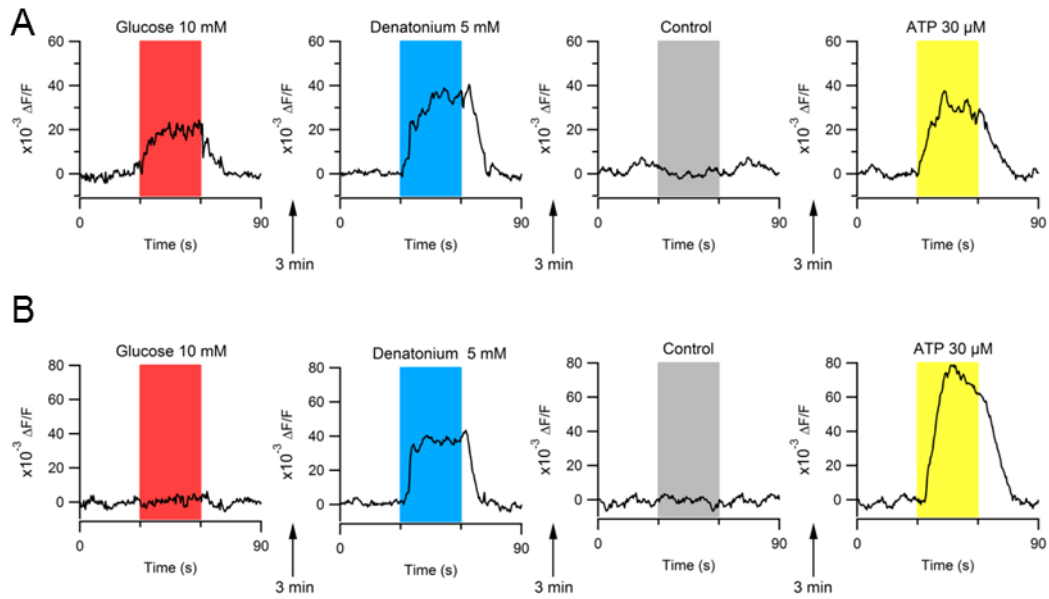 A
Glucose 10 mM
Denatonium 5 mM
Control
ATP 30 µM
x10⁻³ ΔF/F
60
40
20
0
0
90
Time (s)
x10⁻³ ΔF/F
60
40
20
0
0
90
Time (s)
x10⁻³ ΔF/F
60
40
20
0
0
90
Time (s)
x10⁻³ ΔF/F
60
40
20
0
0
90
Time (s)
3 min
3 min
3 min
B
Glucose 10 mM
Denatonium 5 mM
Control
ATP 30 µM
x10⁻³ ΔF/F
80
60
40
20
0
0
90
Time (s)
x10⁻³ ΔF/F
80
60
40
20
0
0
90
Time (s)
x10⁻³ ΔF/F
80
60
40
20
0
0
90
Time (s)
x10⁻³ ΔF/F
80
60
40
20
0
0
90
Time (s)
3 min
3 min
3 min